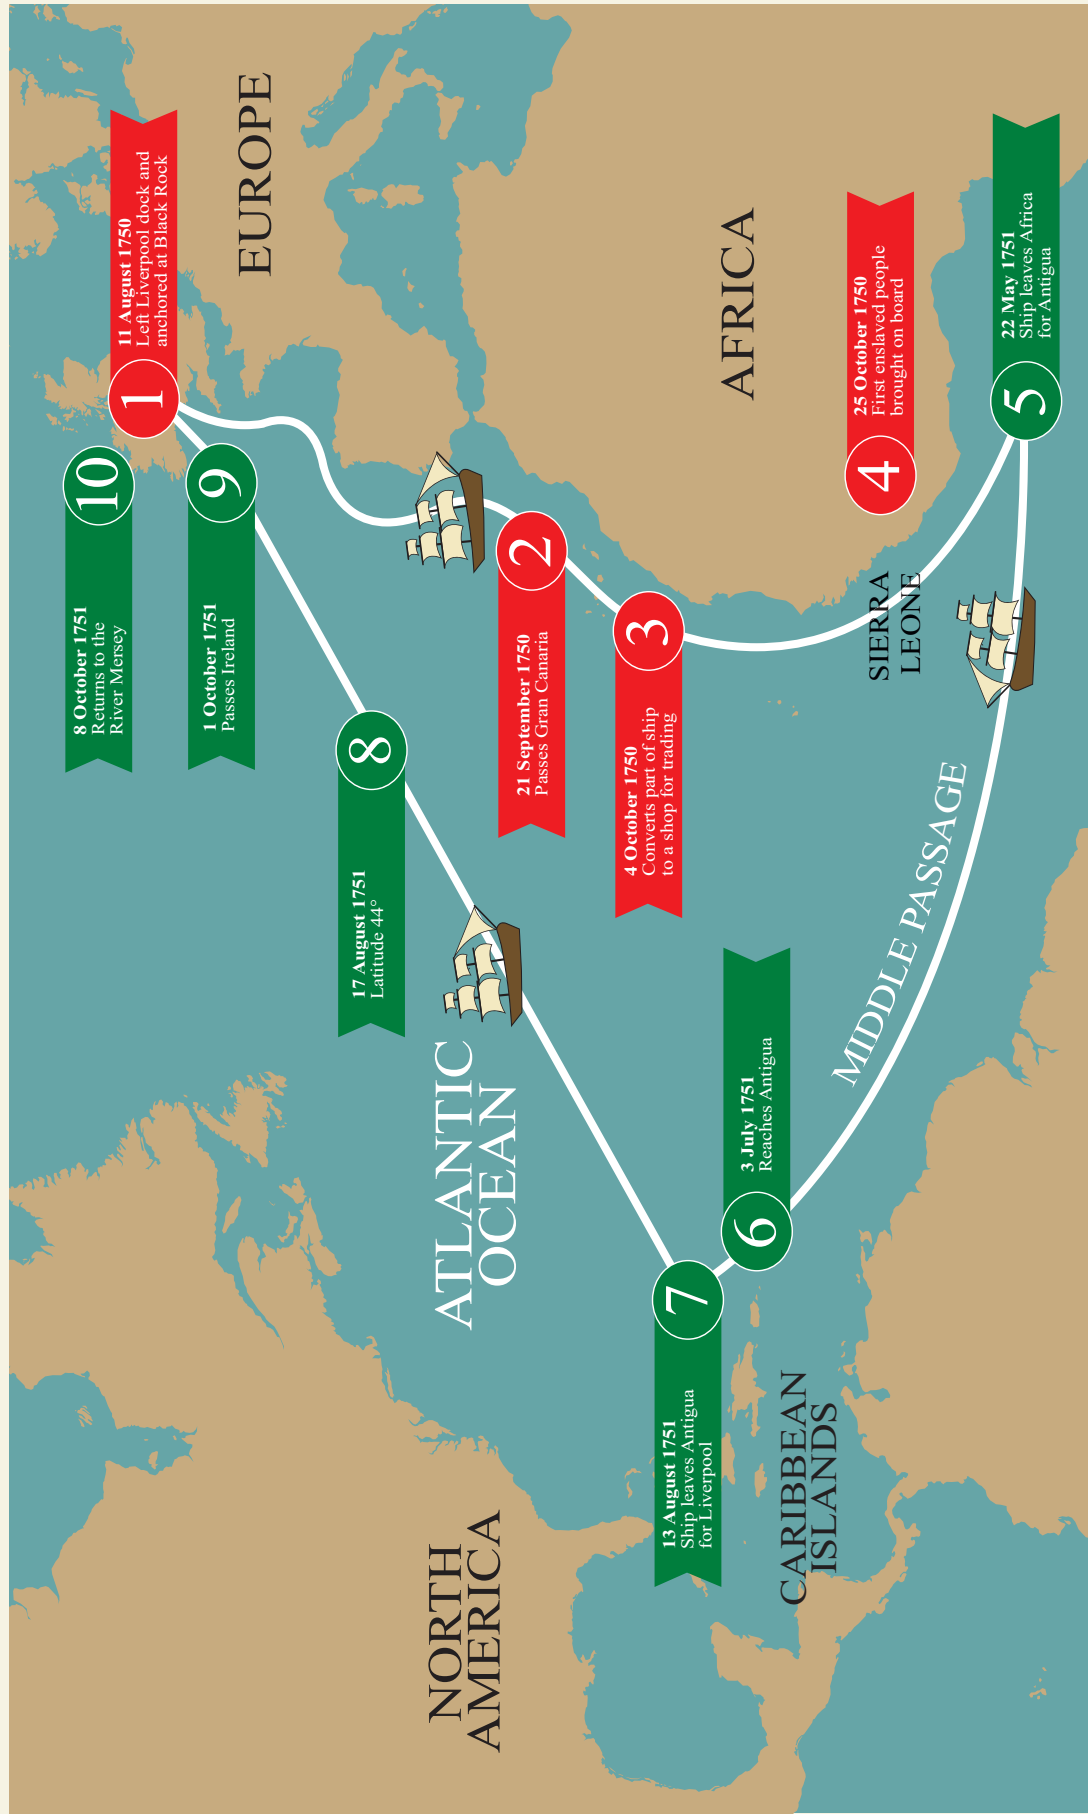 1
11 August 1750
Left Liverpool dock and
anchored at Black Rock
2
21 September 1750
Passes Gran Canaria
3
4 October 1750
Converts part of ship
to a shop for trading
4
25 October 1750
First enslaved people
brought on board
5
22 May 1751
Ship leaves Africa
for Antigua
6
3 July 1751
Reaches Antigua
7
13 August 1751
Ship leaves Antigua
for Liverpool
8
17 August 1751
Latitude 44°
9
1 October 1751
Passes Ireland
10
8 October 1751
Returns to the
River Mersey
EUROPE
AFRICA
SIERRA
LEONE
MIDDLE PASSAGE
ATLANTIC
OCEAN
NORTH
AMERICA
CARIBBEAN
ISLANDS